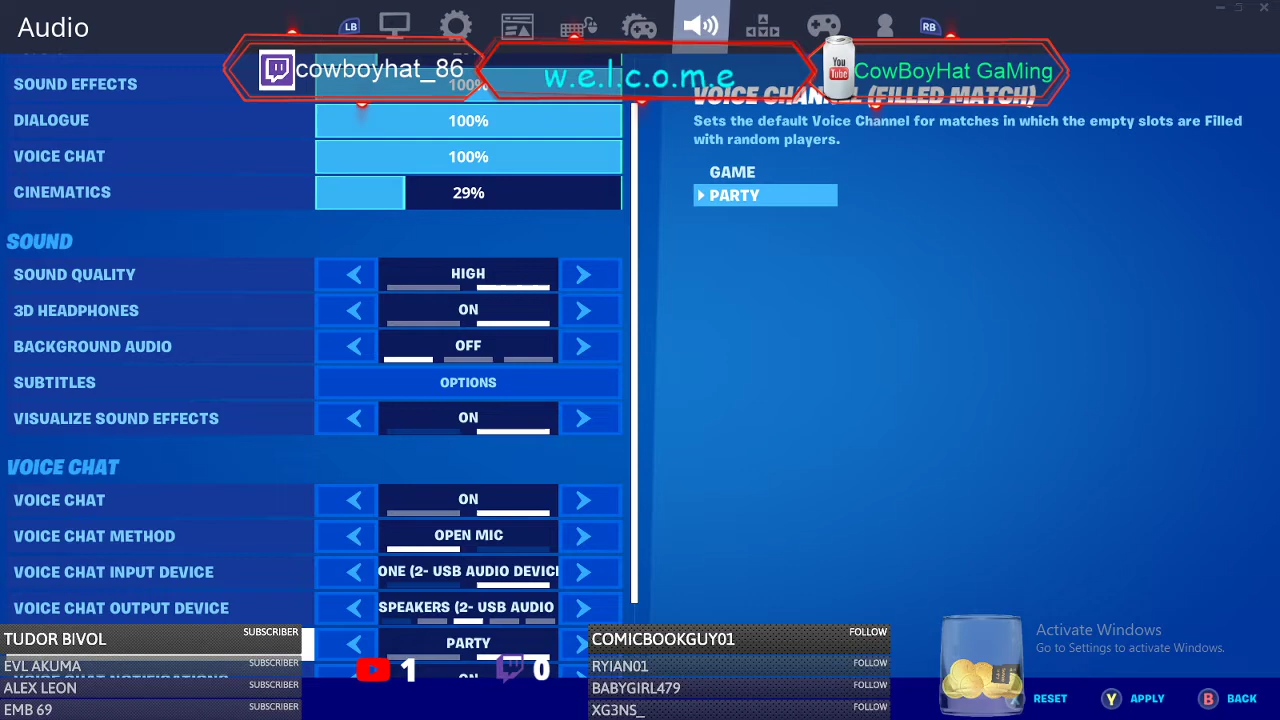 Audio
LB
RB
cowboyhat_86
w.e.l.c.o.m.e
You
Tube
CowBoyHat GaMing
SOUND EFFECTS
100%
DIALOGUE
100%
VOICE CHAT
100%
CINEMATICS
29%
SOUND
SOUND QUALITY
HIGH
3D HEADPHONES
ON
BACKGROUND AUDIO
OFF
SUBTITLES
OPTIONS
VISUALIZE SOUND EFFECTS
ON
VOICE CHAT
VOICE CHAT
ON
VOICE CHAT METHOD
OPEN MIC
VOICE CHAT INPUT DEVICE
ONE (2- USB AUDIO DEVICE
VOICE CHAT OUTPUT DEVICE
SPEAKERS (2- USB AUDIO
PARTY
VOICE CHANNEL (FILLED MATCH)
Sets the default Voice Channel for matches in which the empty slots are Filled
with random players.
GAME
PARTY
TUDOR BIVOL
SUBSCRIBER
EVL AKUMA
SUBSCRIBER
ALEX LEON
SUBSCRIBER
EMB 69
SUBSCRIBER
1
0
COMICBOOKGUY01
FOLLOW
RYIAN01
FOLLOW
BABYGIRL479
FOLLOW
XG3NS_
FOLLOW
Activate Windows
Go to Settings to activate Windows.
RESET
Y
APPLY
B
BACK